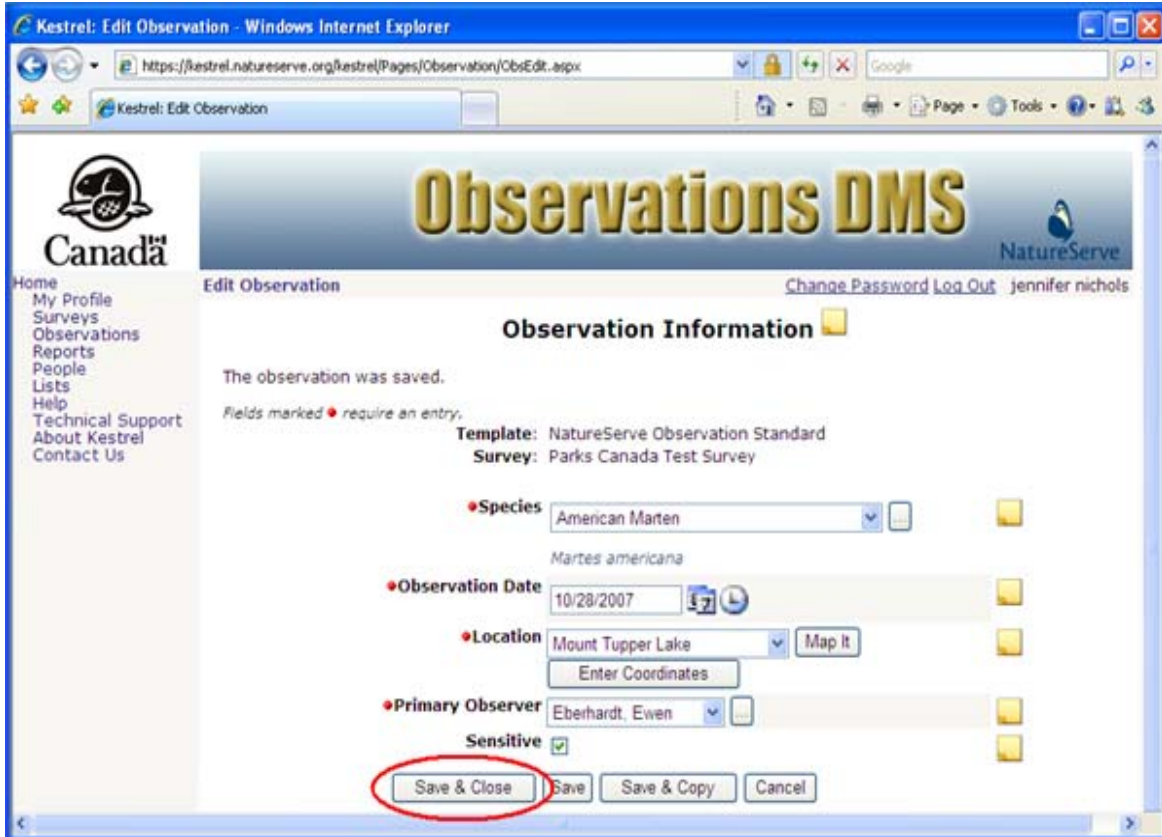 Kestrel: Edit Observation - Windows Internet Explorer
https://kestrel.natureserve.org/kestrel/Pages/Observation/ObsEdit.aspx
Google
Kestrel: Edit Observation
Page
Tools
Observations DMS
Canada
NatureServe
Home
My Profile
Surveys
Observations
Reports
People
Lists
Help
Technical Support
About Kestrel
Contact Us
Edit Observation
Change Password Log Out jennifer nichols
Observation Information
The observation was saved.
Fields marked require an entry.
Template: NatureServe Observation Standard
Survey: Parks Canada Test Survey
Species American Marten ...
Martes americana
Observation Date 10/28/2007
Location Mount Tupper Lake Map It
Enter Coordinates
Primary Observer Eberhardt, Ewen ...
Sensitive
Save & Close Save Save & Copy Cancel